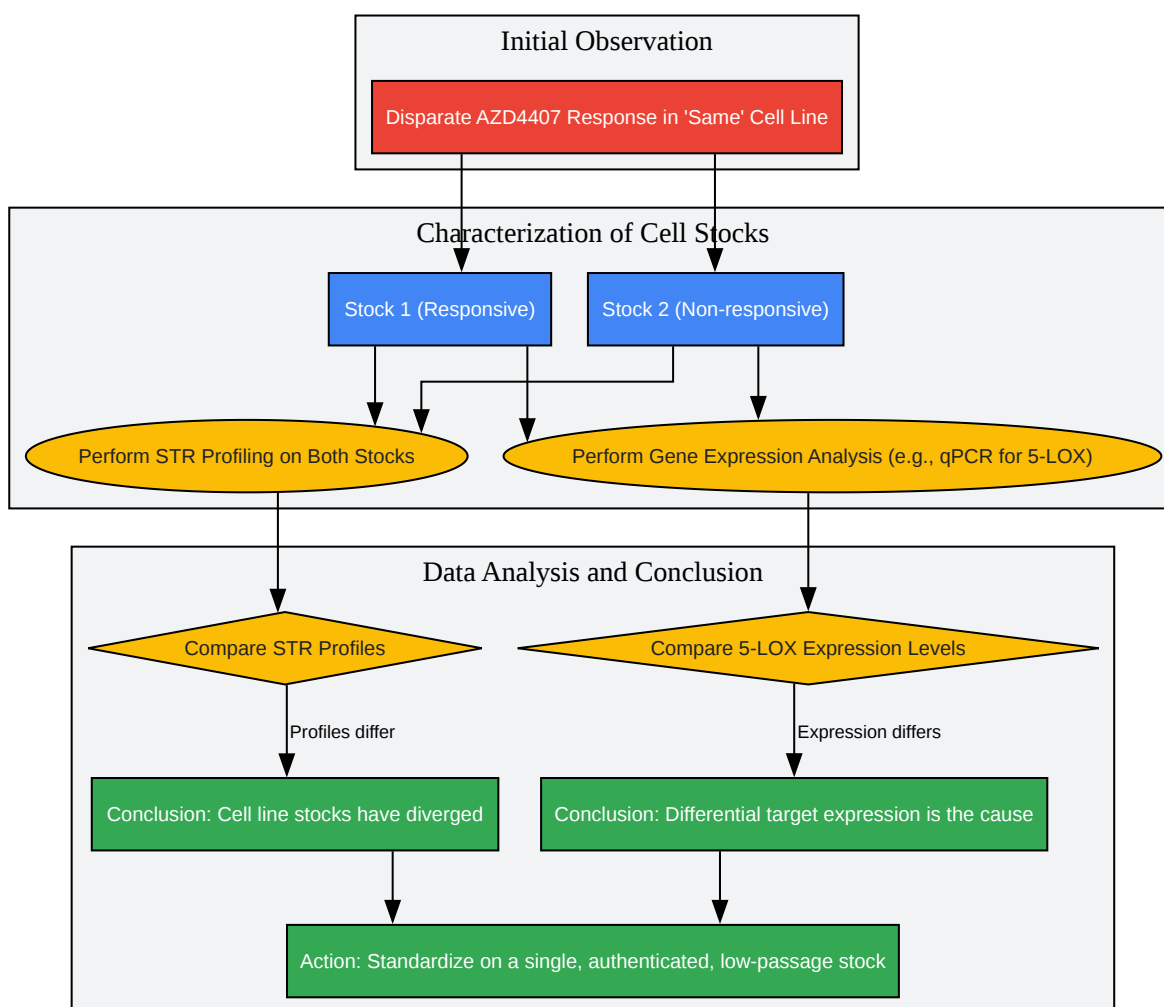 Initial Observation
Disparate AZD4407 Response in 'Same' Cell Line
Characterization of Cell Stocks
Stock 1 (Responsive)
Stock 2 (Non-responsive)
Perform STR Profiling on Both Stocks
Perform Gene Expression Analysis (e.g., qPCR for 5-LOX)
Data Analysis and Conclusion
Compare STR Profiles
Compare 5-LOX Expression Levels
Profiles differ
Expression differs
Conclusion: Cell line stocks have diverged
Conclusion: Differential target expression is the cause
Action: Standardize on a single, authenticated, low-passage stock